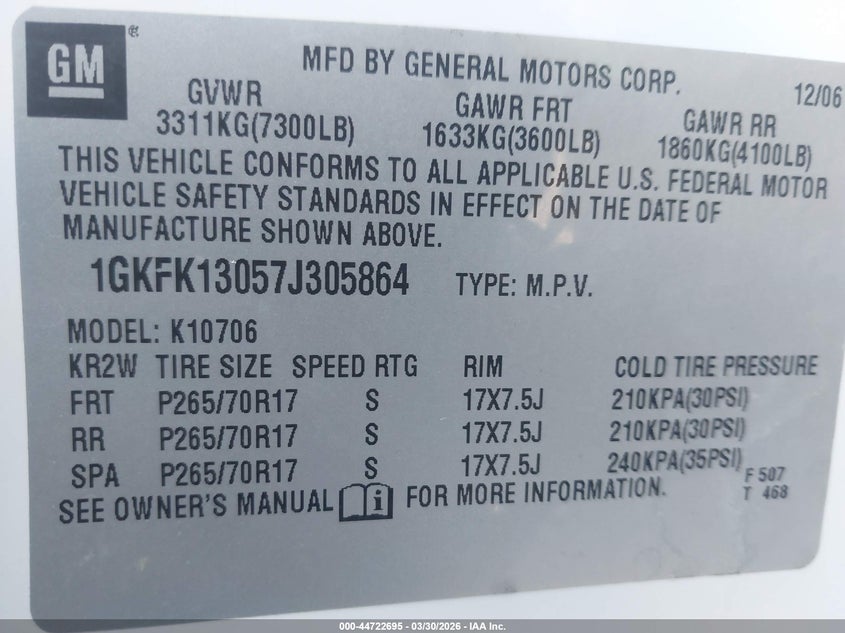 GM ®
MFD BY GENERAL MOTORS CORP.
12/06
GVWR GAWR FRT GAWR RR
3311KG(7300LB) 1633KG(3600LB) 1860KG(4100LB)
THIS VEHICLE CONFORMS TO ALL APPLICABLE U.S. FEDERAL MOTOR
VEHICLE SAFETY STANDARDS IN EFFECT ON THE DATE OF
MANUFACTURE SHOWN ABOVE.
1GKFK13057J305864 TYPE: M.P.V.
MODEL: K10706
KR2W TIRE SIZE SPEED RTG RIM COLD TIRE PRESSURE
FRT P265/70R17 S 17X7.5J 210KPA(30PSI)
RR P265/70R17 S 17X7.5J 210KPA(30PSI)
SPA P265/70R17 S 17X7.5J 240KPA(35PSI)
F 507
T 468
SEE OWNER'S MANUAL i FOR MORE INFORMATION.
000-44722695 - 03/30/2026 - IAA Inc.